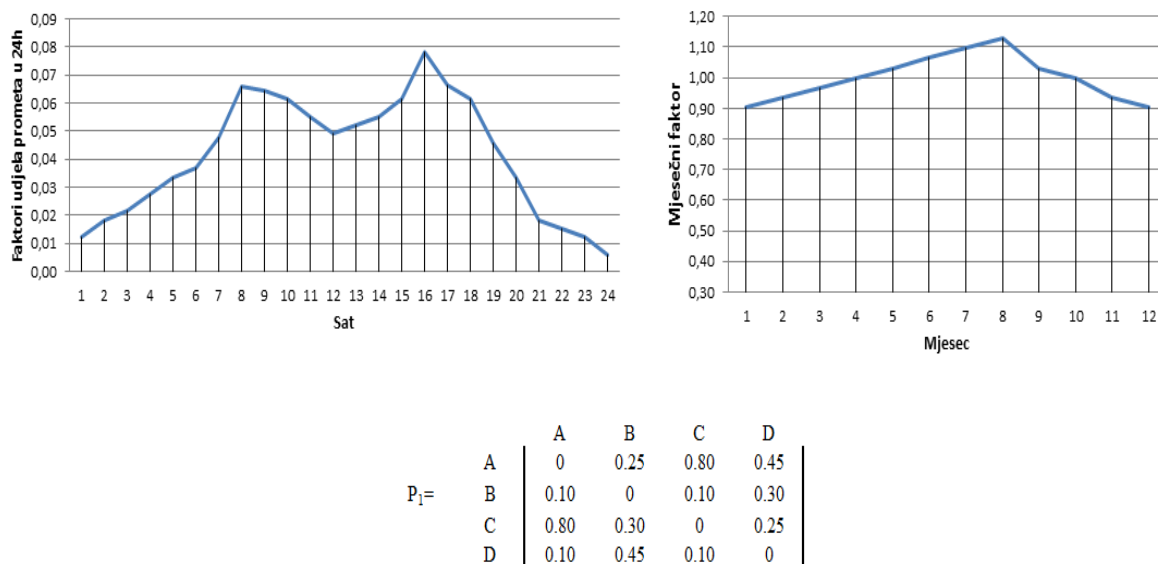 Faktori udjela prometa u 24h
0,09
0,08
0,07
0,06
0,05
0,04
0,03
0,02
0,01
0,00
1 2 3 4 5 6 7 8 9 10 11 12 13 14 15 16 17 18 19 20 21 22 23 24
Sat
Mjesečni faktor
1,20
1,10
1,00
0,90
0,80
0,70
0,60
0,50
0,40
0,30
1 2 3 4 5 6 7 8 9 10 11 12
Mjesec
A B C D
A 0 0.25 0.80 0.45
P₁= B 0.10 0 0.10 0.30
C 0.80 0.30 0 0.25
D 0.10 0.45 0.10 0